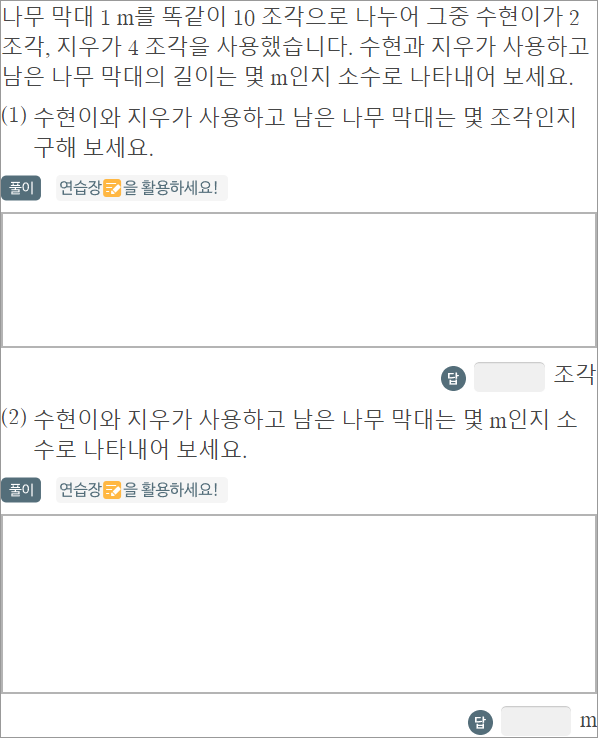 나무 막대 1 m를 똑같이 10 조각으로 나누어 그중 수현이가 2
조각, 지우가 4 조각을 사용했습니다. 수현과 지우가 사용하고
남은 나무 막대의 길이는 몇 m인지 소수로 나타내어 보세요.
(1) 수현이와 지우가 사용하고 남은 나무 막대는 몇 조각인지
구해 보세요.
풀이 연습장을 활용하세요!
답 조각
(2) 수현이와 지우가 사용하고 남은 나무 막대는 몇 m인지 소
수로 나타내어 보세요.
풀이 연습장을 활용하세요!
답 m